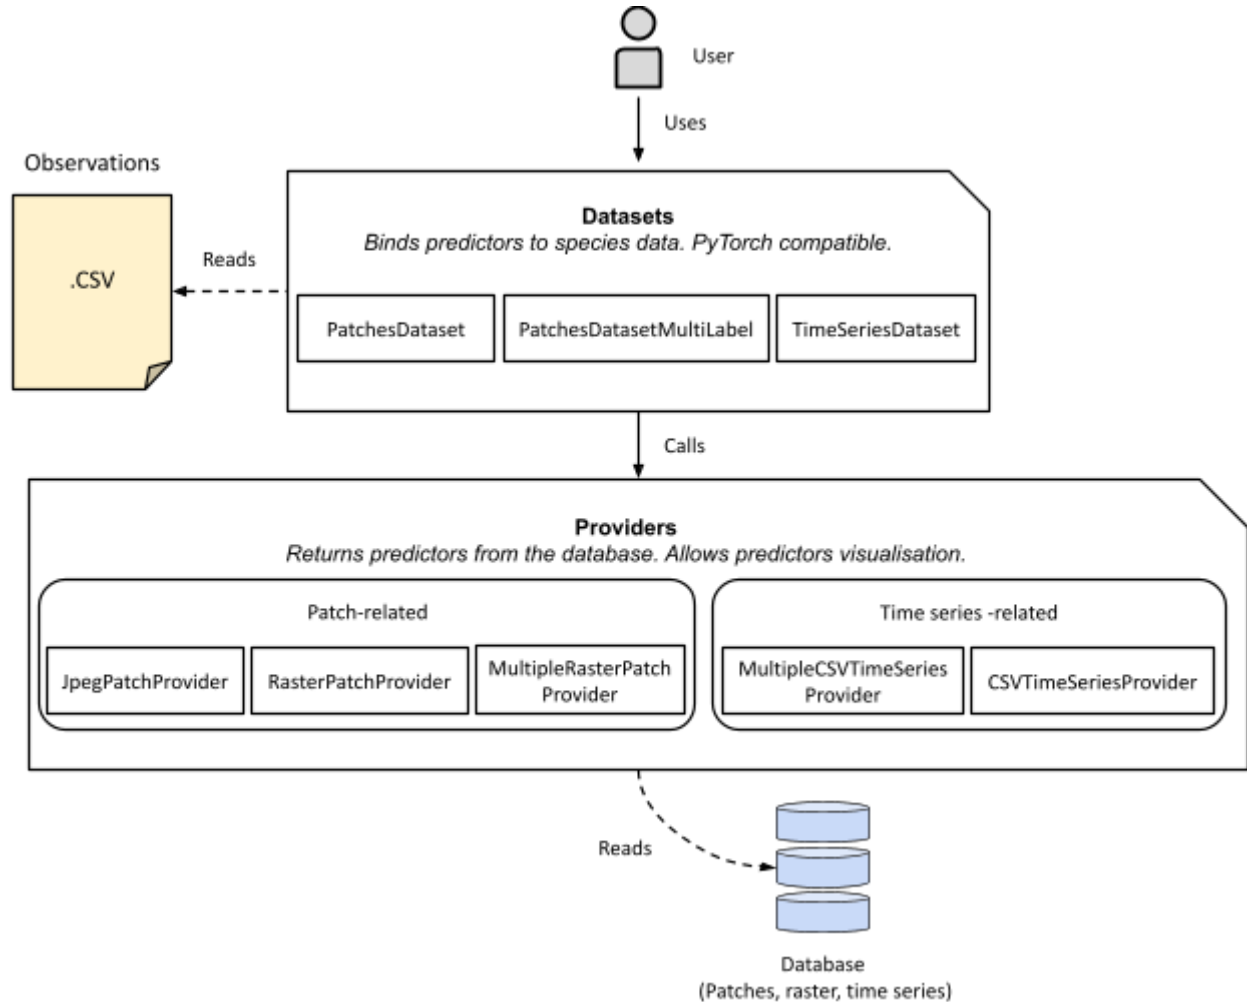 User
Uses
Observations
.CSV
Reads
Datasets
Binds predictors to species data. PyTorch compatible.
PatchesDataset
PatchesDatasetMultiLabel
TimeSeriesDataset
Calls
Providers
Returns predictors from the database. Allows predictors visualisation.
Patch-related
JpegPatchProvider
RasterPatchProvider
MultipleRasterPatch
Provider
Time series -related
MultipleCSVTimeSeries
Provider
CSVTimeSeriesProvider
Reads
Database
(Patches, raster, time series)